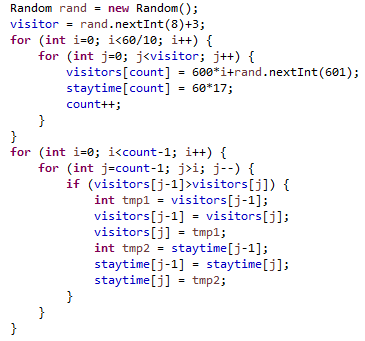 Random rand = new Random();
visitor = rand.nextInt(8)+3;
for (int i=0; i<60/10; i++) {
    for (int j=0; j<visitor; j++) {
        visitors[count] = 600*i+rand.nextInt(601);
        staytime[count] = 60*17;
        count++;
    }
}
for (int i=0; i<count-1; i++) {
    for (int j=count-1; j>i; j--) {
        if (visitors[j-1]>visitors[j]) {
            int tmp1 = visitors[j-1];
            visitors[j-1] = visitors[j];
            visitors[j] = tmp1;
            int tmp2 = staytime[j-1];
            staytime[j-1] = staytime[j];
            staytime[j] = tmp2;
        }
    }
}